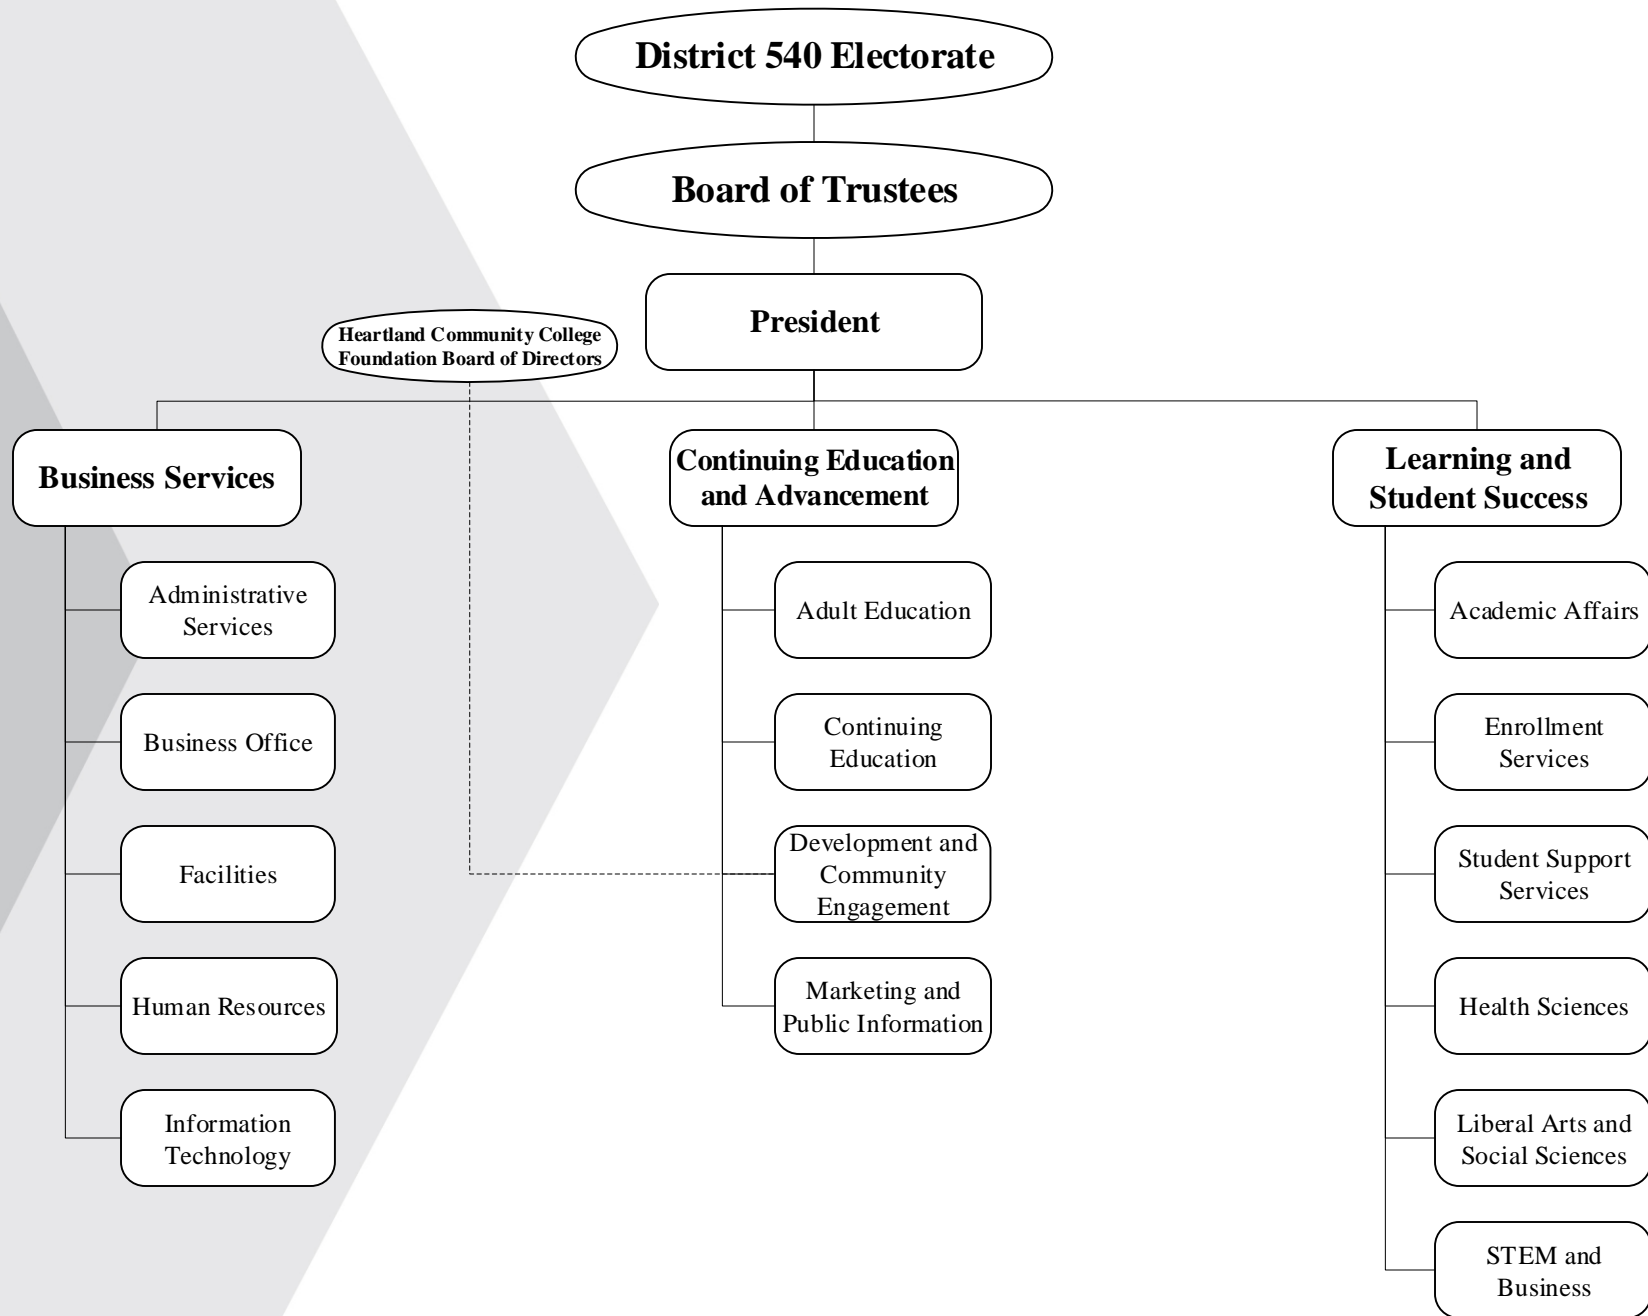 District 540 Electorate
Board of Trustees
President
Heartland Community College
Foundation Board of Directors
Business Services
Administrative
Services
Business Office
Facilities
Human Resources
Information
Technology
Continuing Education
and Advancement
Adult Education
Continuing
Education
Development and
Community
Engagement
Marketing and
Public Information
Learning and
Student Success
Academic Affairs
Enrollment
Services
Student Support
Services
Health Sciences
Liberal Arts and
Social Sciences
STEM and
Business